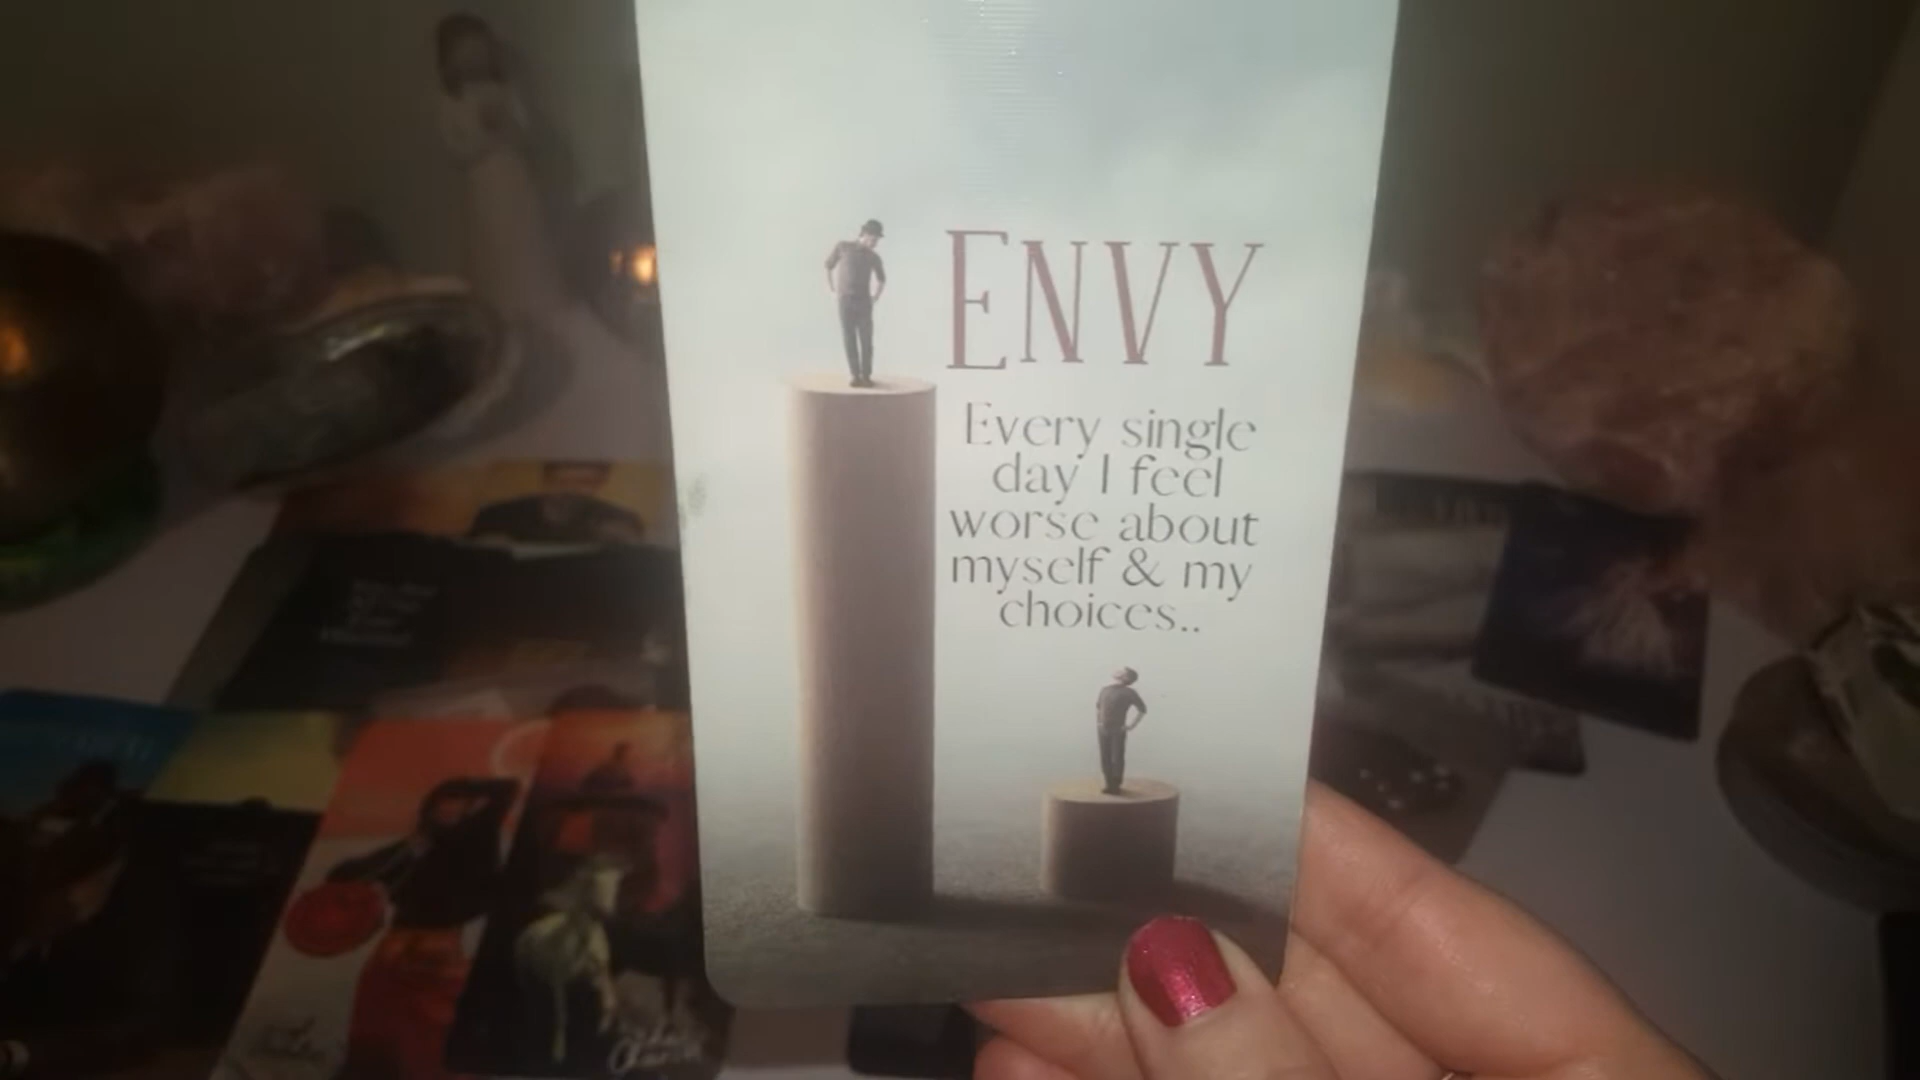 ENVY
Every single
day I feel
worse about
myself & my
choices..